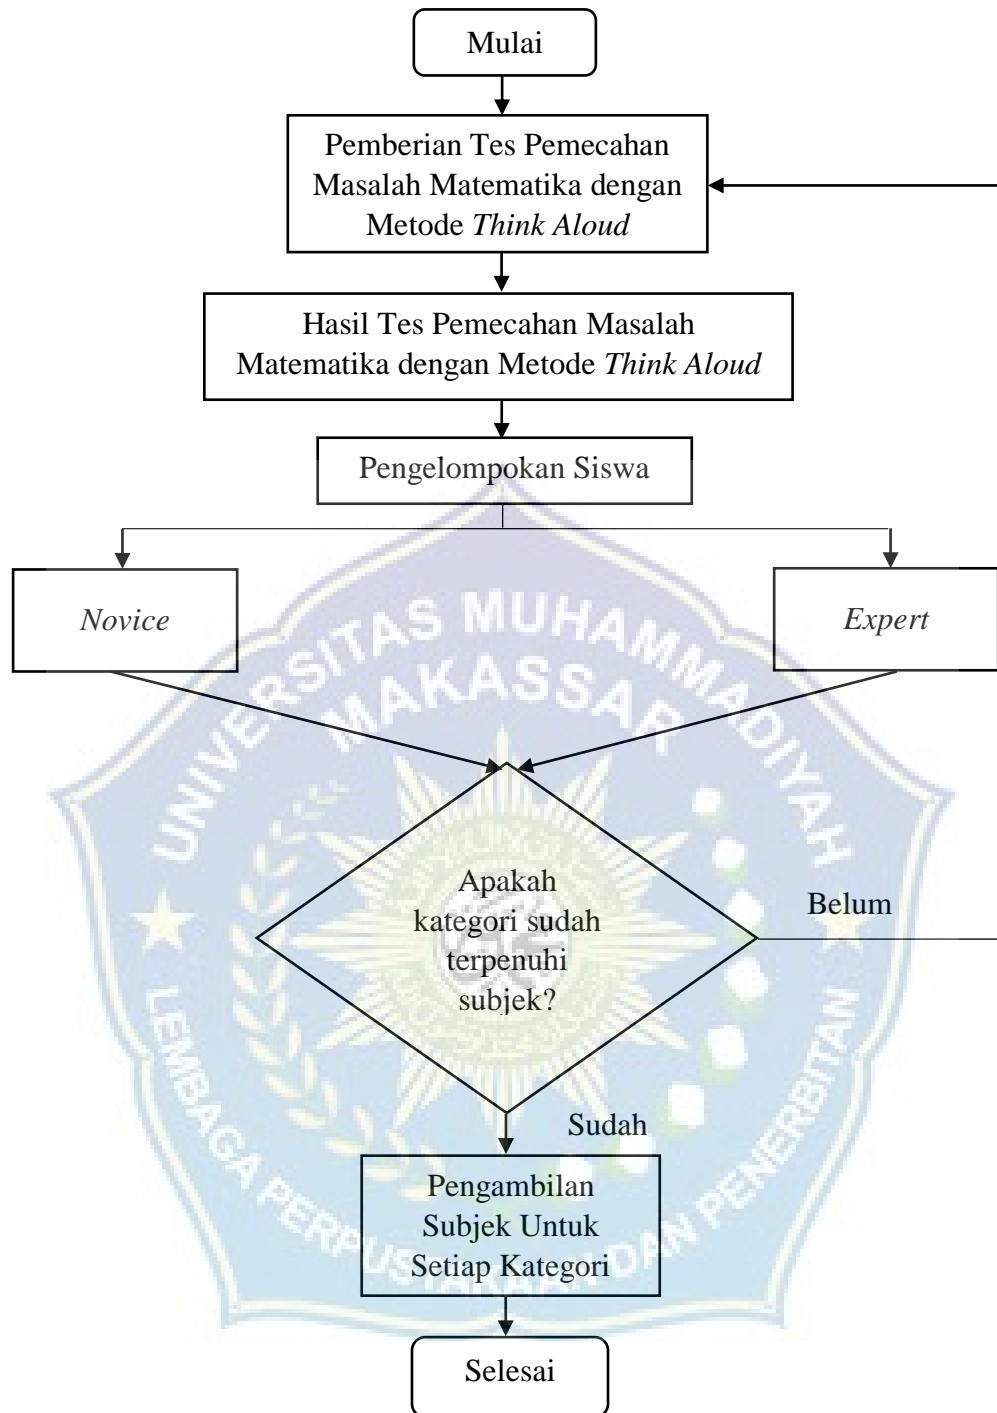 Mulai
Pemberian Tes Pemecahan
Masalah Matematika dengan
Metode Think Aloud
Hasil Tes Pemecahan Masalah
Matematika dengan Metode Think Aloud
Pengelompokan Siswa
Novice
Expert
UNIVERSITAS MUHAMMADIYAH
MAKASSAR
Apakah
kategori sudah
terpenuhi
subjek?
Belum
Sudah
Pengambilan
Subjek Untuk
Setiap Kategori
LEMBAGA PERPUSTAKAAN DAN PENERBITAN
Selesai